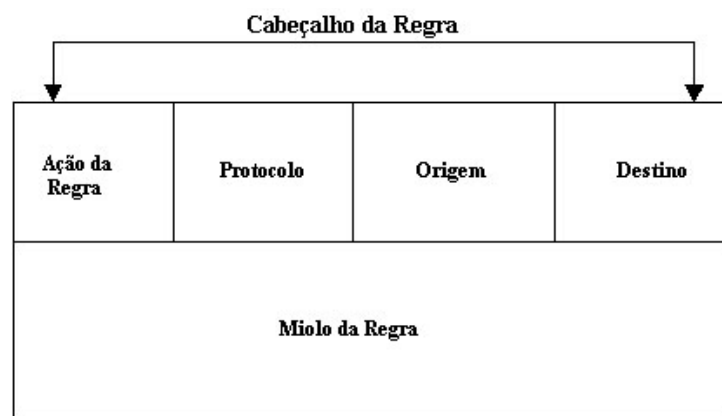 Cabeçalho da Regra
Ação da
Regra
Protocolo
Origem
Destino
Miolo da Regra